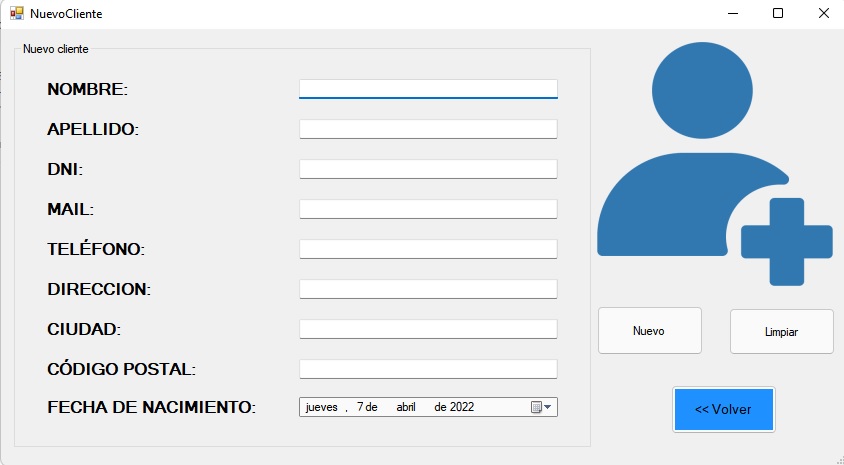 NuevoCliente
Nuevo cliente
NOMBRE:
APELLIDO:
DNI:
MAIL:
TELÉFONO:
DIRECCION:
CIUDAD:
CÓDIGO POSTAL:
FECHA DE NACIMIENTO: jueves , 7 de abril de 2022
Nuevo Limpiar
<< Volver